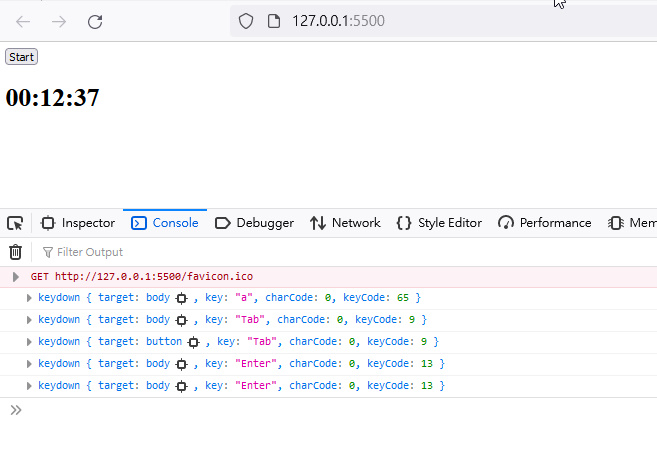 127.0.0.1:5500
Start
00:12:37
Inspector Console Debugger Network Style Editor Performance Mem
Filter Output
GET http://127.0.0.1:5500/favicon.ico
keydown { target: body , key: "a", charCode: 0, keyCode: 65 }
keydown { target: body , key: "Tab", charCode: 0, keyCode: 9 }
keydown { target: button , key: "Tab", charCode: 0, keyCode: 9 }
keydown { target: body , key: "Enter", charCode: 0, keyCode: 13 }
keydown { target: body , key: "Enter", charCode: 0, keyCode: 13 }